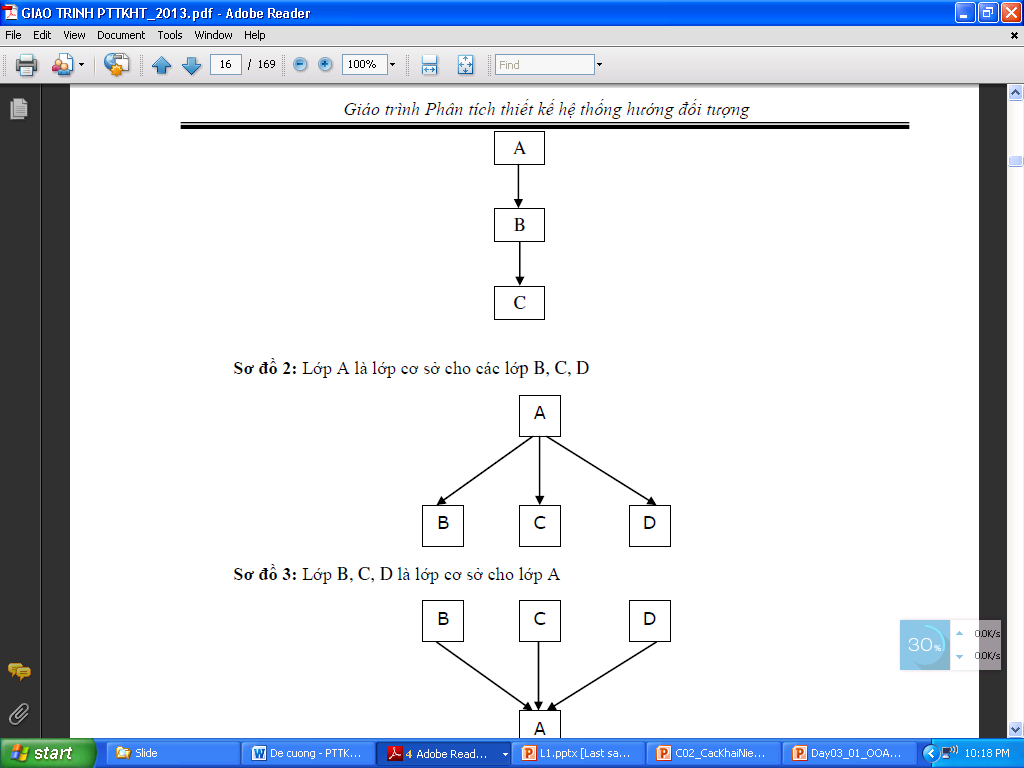 GIAO TRINH PTTKHT_2013.pdf - Adobe Reader
File Edit View Document Tools Window Help
16 / 169 100% Find
Giáo trình Phân tích thiết kế hệ thống hướng đối tượng
A
B
C
Sơ đồ 2: Lớp A là lớp cơ sở cho các lớp B, C, D
A
B C D
Sơ đồ 3: Lớp B, C, D là lớp cơ sở cho lớp A
B C D
A
30%
0.0K/s
0.0K/s
start Slide De cuong - PTTK... 4 Adobe Read... L1.pptx [Last sa... C02_CacKhaiNie... Day03_01_OOA... 10:18 PM